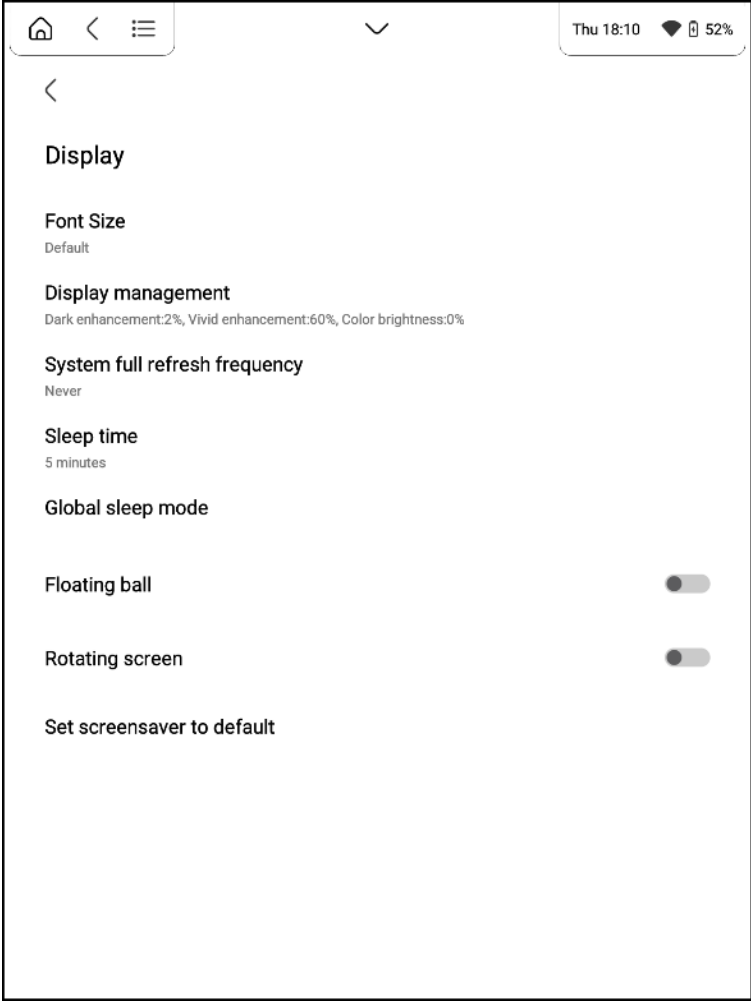 Thu 18:10 52%
Display
Font Size
Default
Display management
Dark enhancement:2%, Vivid enhancement:60%, Color brightness:0%
System full refresh frequency
Never
Sleep time
5 minutes
Global sleep mode
Floating ball
Rotating screen
Set screensaver to default